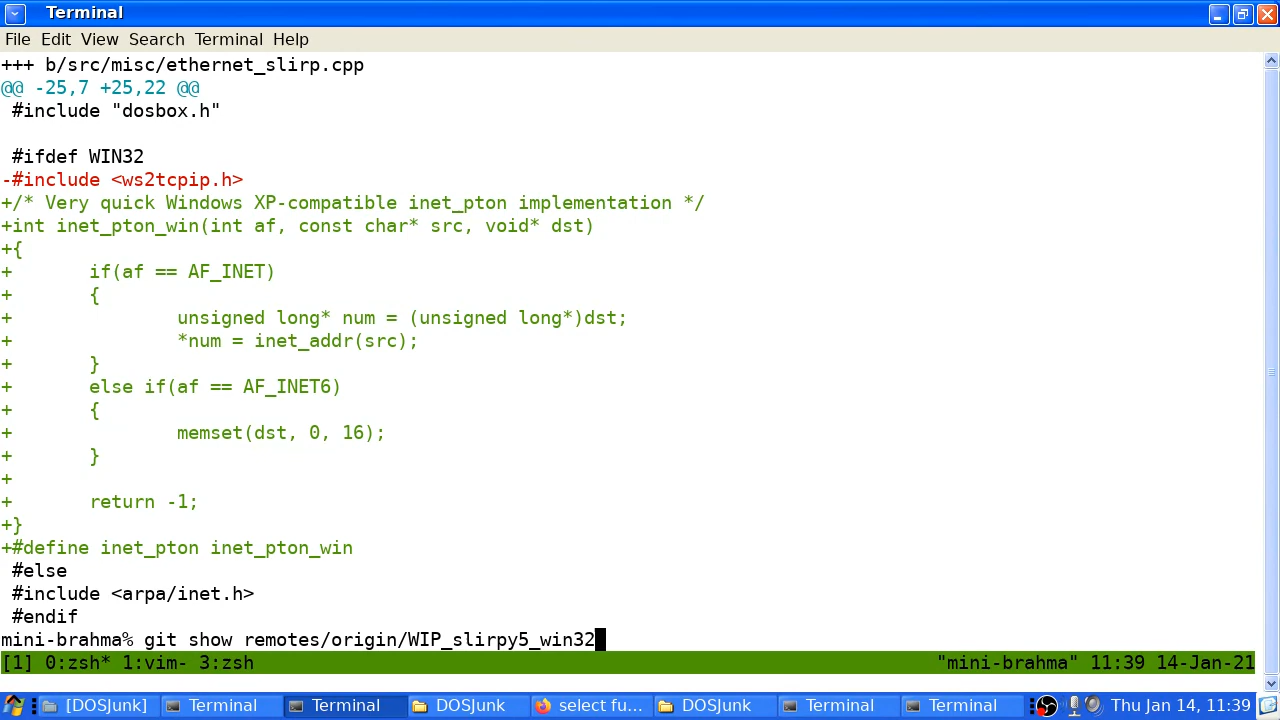 Terminal
File Edit View Search Terminal Help
+++ b/src/misc/ethernet_slirp.cpp
@@ -25,7 +25,22 @@
 #include "dosbox.h"
 #ifdef WIN32
-#include <ws2tcpip.h>
+/* Very quick Windows XP-compatible inet_pton implementation */
+int inet_pton_win(int af, const char* src, void* dst)
+{
+       if(af == AF_INET)
+       {
+               unsigned long* num = (unsigned long*)dst;
+               *num = inet_addr(src);
+       }
+       else if(af == AF_INET6)
+       {
+               memset(dst, 0, 16);
+       }
+
+       return -1;
+}
+#define inet_pton inet_pton_win
 #else
 #include <arpa/inet.h>
 #endif
mini-brahma% git show remotes/origin/WIP_slirpy5_win32
[1] 0:zsh* 1:vim- 3:zsh "mini-brahma" 11:39 14-Jan-21
[DOSJunk] Terminal Terminal DOSJunk select fu... DOSJunk Terminal Terminal Thu Jan 14, 11:39